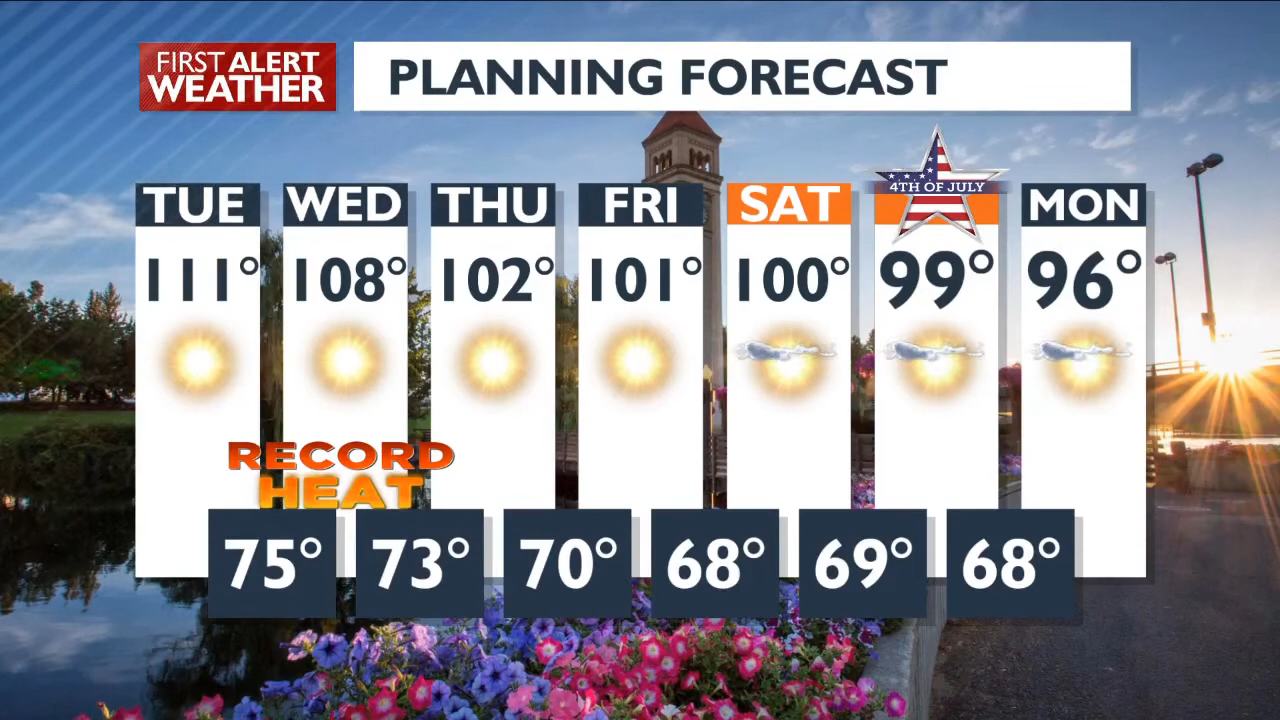 FIRST ALERT
WEATHER
PLANNING FORECAST
TUE WED THU FRI SAT 4TH OF JULY MON
111° 108° 102° 101° 100° 99° 96°
RECORD
HEAT
75° 73° 70° 68° 69° 68°